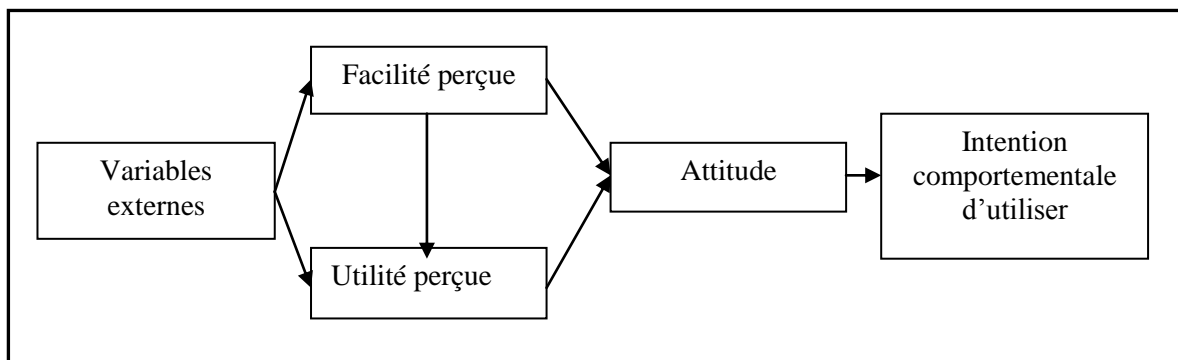 Facilité perçue
Variables
externes
Utilité perçue
Attitude
Intention
comportementale
d'utiliser